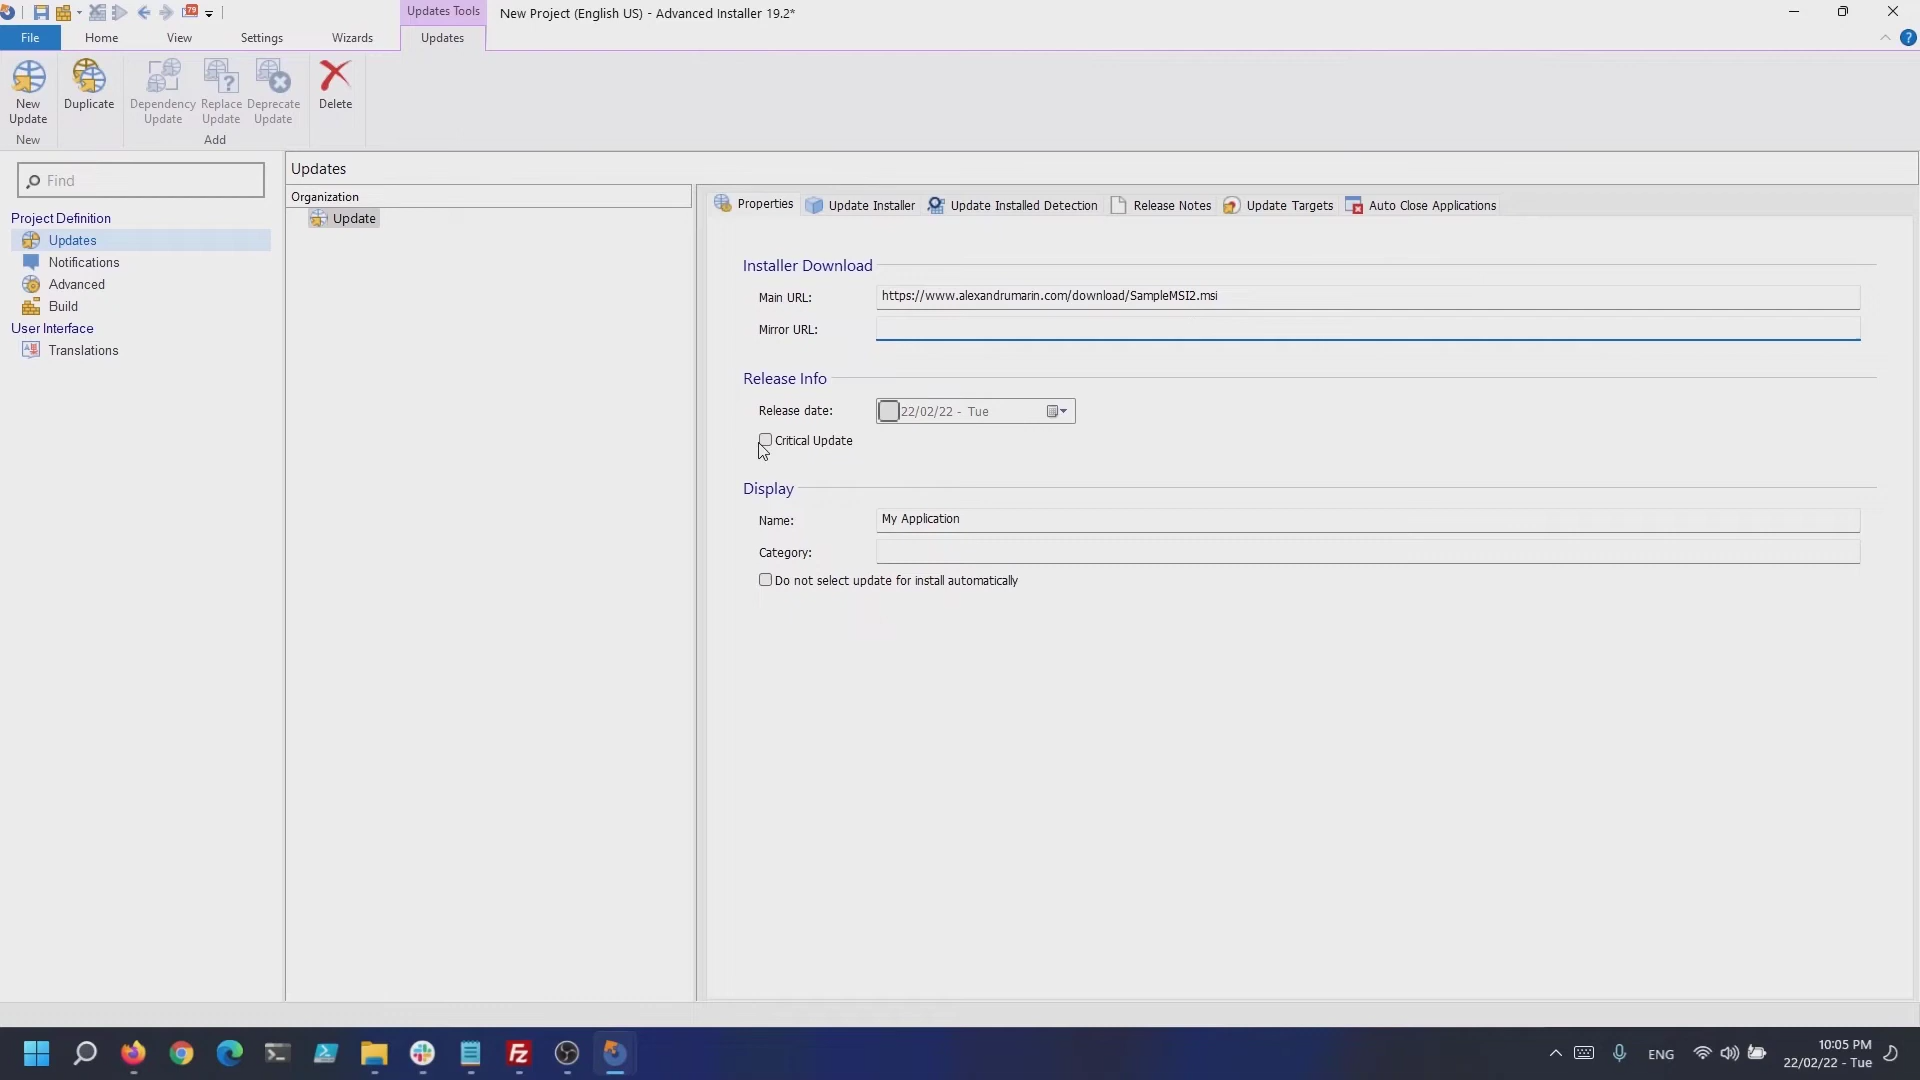 Updates Tools
New Project (English US) - Advanced Installer 19.2*
File
Home
View
Settings
Wizards
Updates
New Update
Duplicate
Dependency Update
Replace Update
Deprecate Update
Delete
New
Add
Find
Project Definition
Updates
Notifications
Advanced
Build
User Interface
Translations
Updates
Organization
Update
Properties
Update Installer
Update Installed Detection
Release Notes
Update Targets
Auto Close Applications
Installer Download
Main URL:
https://www.alexandrumarin.com/download/SampleMSI2.msi
Mirror URL:
Release Info
Release date:
22/02/22 - Tue
Critical Update
Display
Name:
My Application
Category:
Do not select update for install automatically
ENG
10:05 PM
22/02/22 - Tue